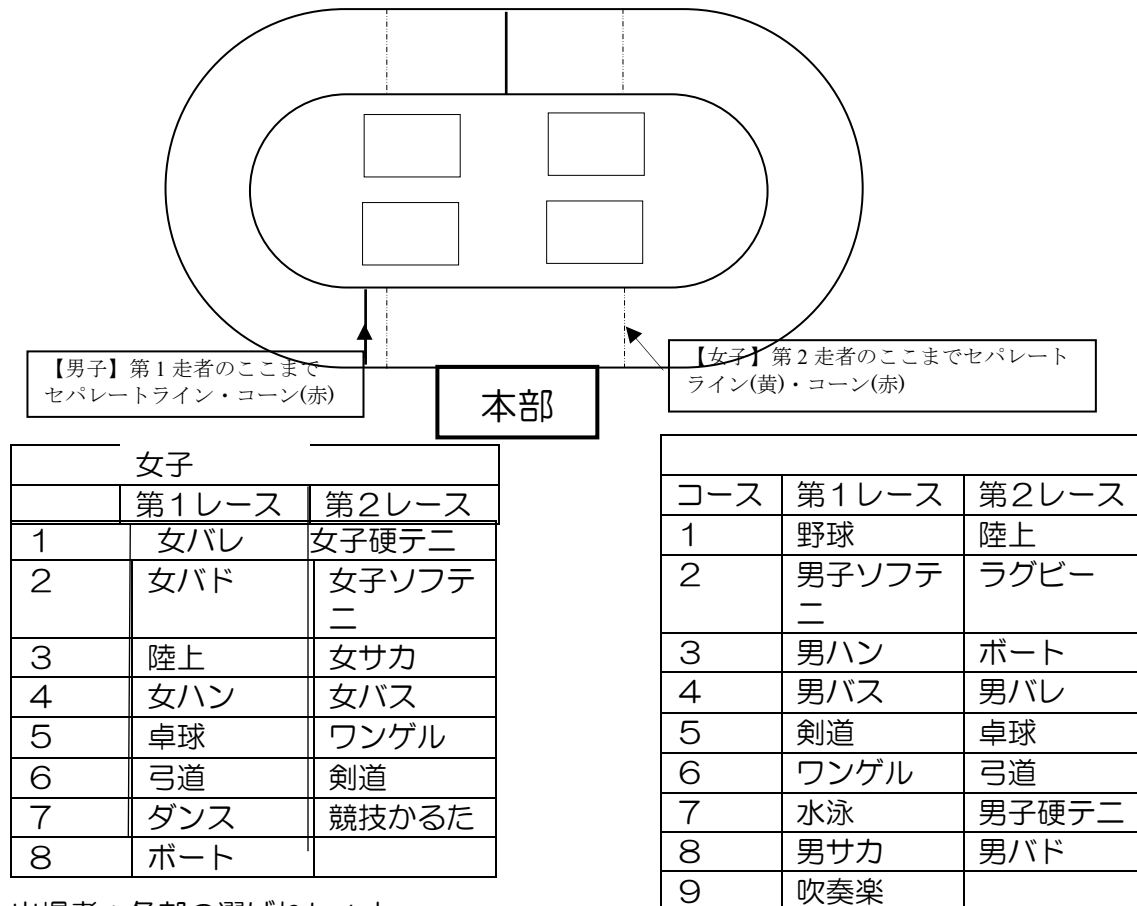 【男子】第1走者のここまで
セパレートライン・コーン(赤)
【女子】第2走者のここまでセパレート
ライン(黄)・コーン(赤)
本部
女子
第1レース 第2レース
1 女バレ 女子硬テニ
2 女バド 女子ソフテ
ニ
3 陸上 女サカ
4 女ハン 女バス
5 卓球 ワンゲル
6 弓道 剣道
7 ダンス 競技かるた
8 ボート
コース 第1レース 第2レース
1 野球 陸上
2 男子ソフテ ラグビー
ニ
3 男ハン ボート
4 男バス 男バレ
5 剣道 卓球
6 ワンゲル 弓道
7 水泳 男子硬テニ
8 男サカ 男バド
9 吹奏楽